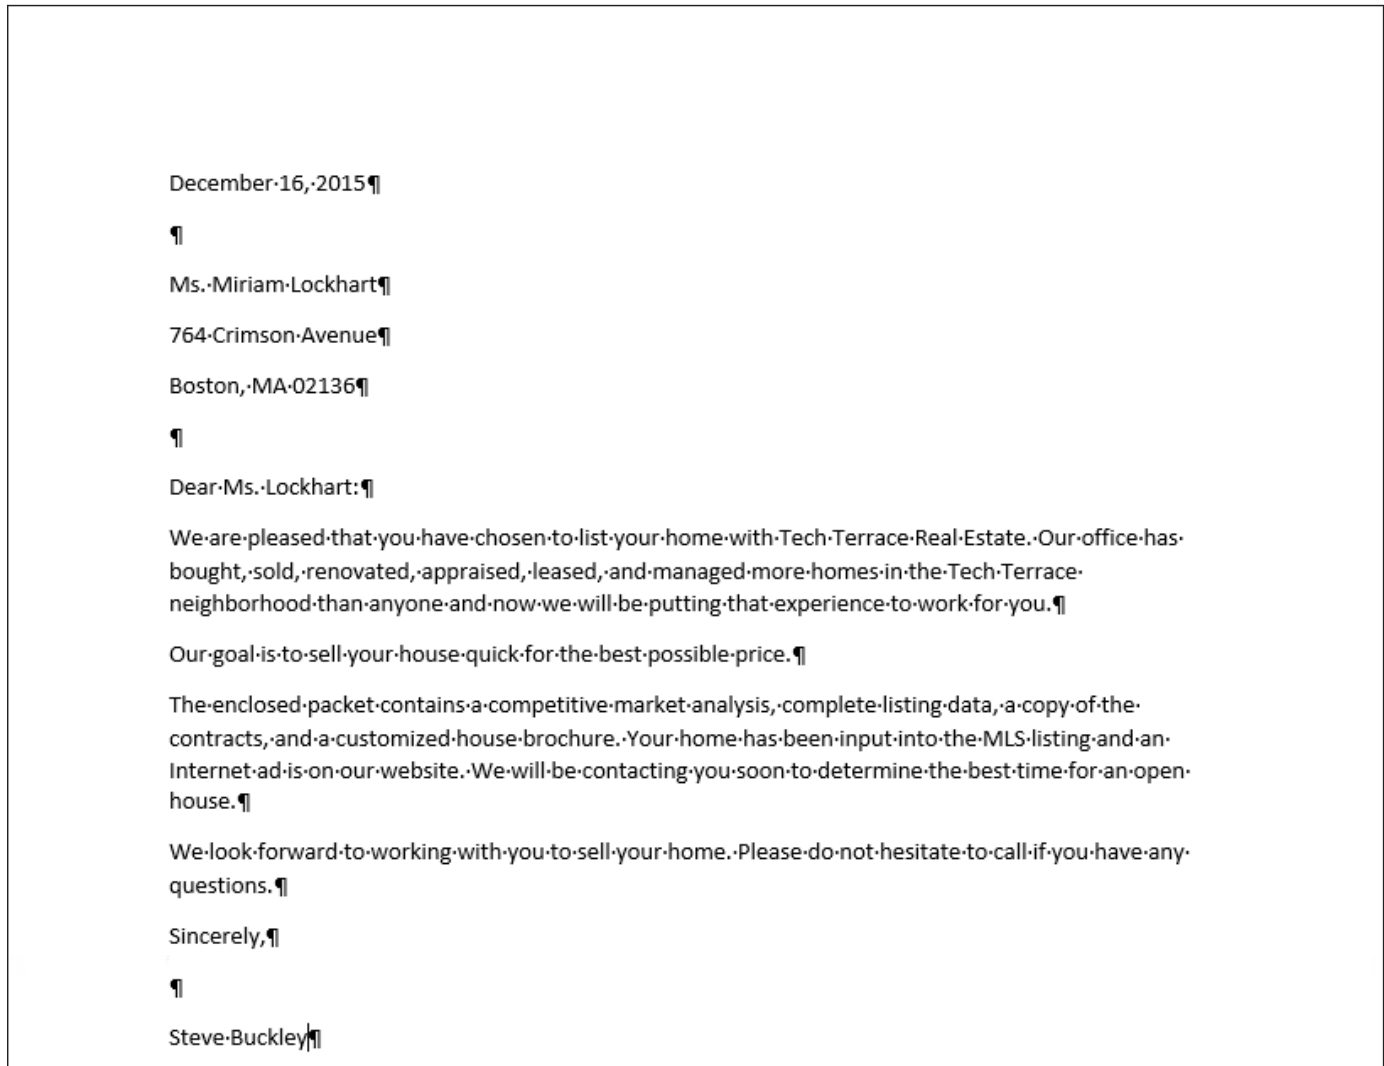 December·16,·2015¶
¶
Ms.·Miriam·Lockhart¶
764·Crimson·Avenue¶
Boston,·MA·02136¶
¶
Dear·Ms.·Lockhart:¶
We·are·pleased·that·you·have·chosen·to·list·your·home·with·Tech·Terrace·Real·Estate.·Our·office·has·
bought,·sold,·renovated,·appraised,·leased,·and·managed·more·homes·in·the·Tech·Terrace·
neighborhood·than·anyone·and·now·we·will·be·putting·that·experience·to·work·for·you.¶
Our·goal·is·to·sell·your·house·quick·for·the·best·possible·price.¶
The·enclosed·packet·contains·a·competitive·market·analysis,·complete·listing·data,·a·copy·of·the·
contracts,·and·a·customized·house·brochure.·Your·home·has·been·input·into·the·MLS·listing·and·an·
Internet·ad·is·on·our·website.·We·will·be·contacting·you·soon·to·determine·the·best·time·for·an·open·
house.¶
We·look·forward·to·working·with·you·to·sell·your·home.·Please·do·not·hesitate·to·call·if·you·have·any·
questions.¶
Sincerely,¶
¶
Steve·Buckley¶